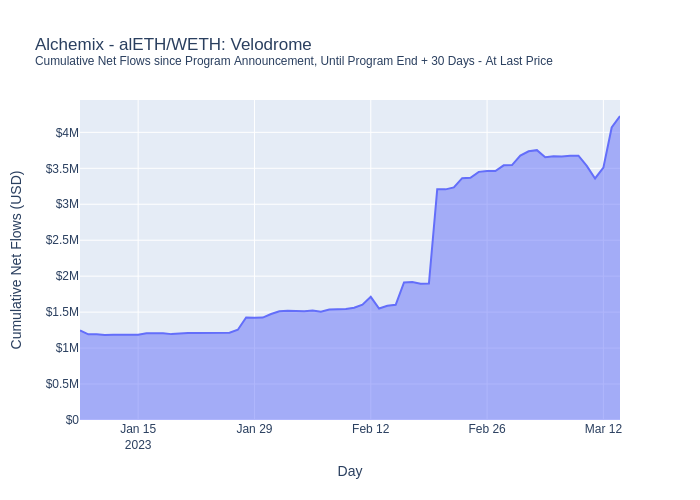 Alchemix - alETH/WETH: Velodrome
Cumulative Net Flows since Program Announcement, Until Program End + 30 Days - At Last Price
Cumulative Net Flows (USD)
$4M
$3.5M
$3M
$2.5M
$2M
$1.5M
$1M
$0.5M
$0
Jan 15
2023
Jan 29
Feb 12
Feb 26
Mar 12
Day